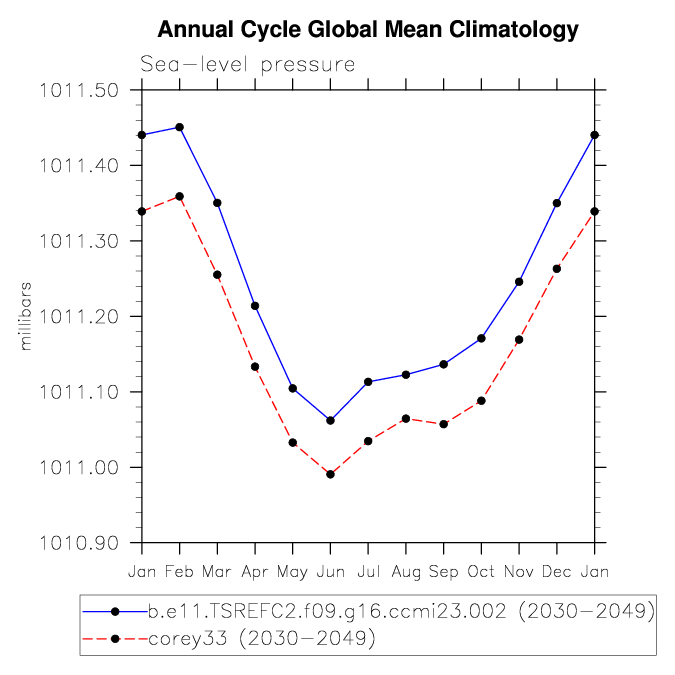 Annual Cycle Global Mean Climatology
Sea-level pressure
1011.50
1011.40
1011.30
1011.20
1011.10
1011.00
1010.90
millibars
Jan Feb Mar Apr May Jun Jul Aug Sep Oct Nov Dec Jan
b.e11.TSREFC2.f09.g16.ccmi23.002 (2030-2049)
corey33 (2030-2049)